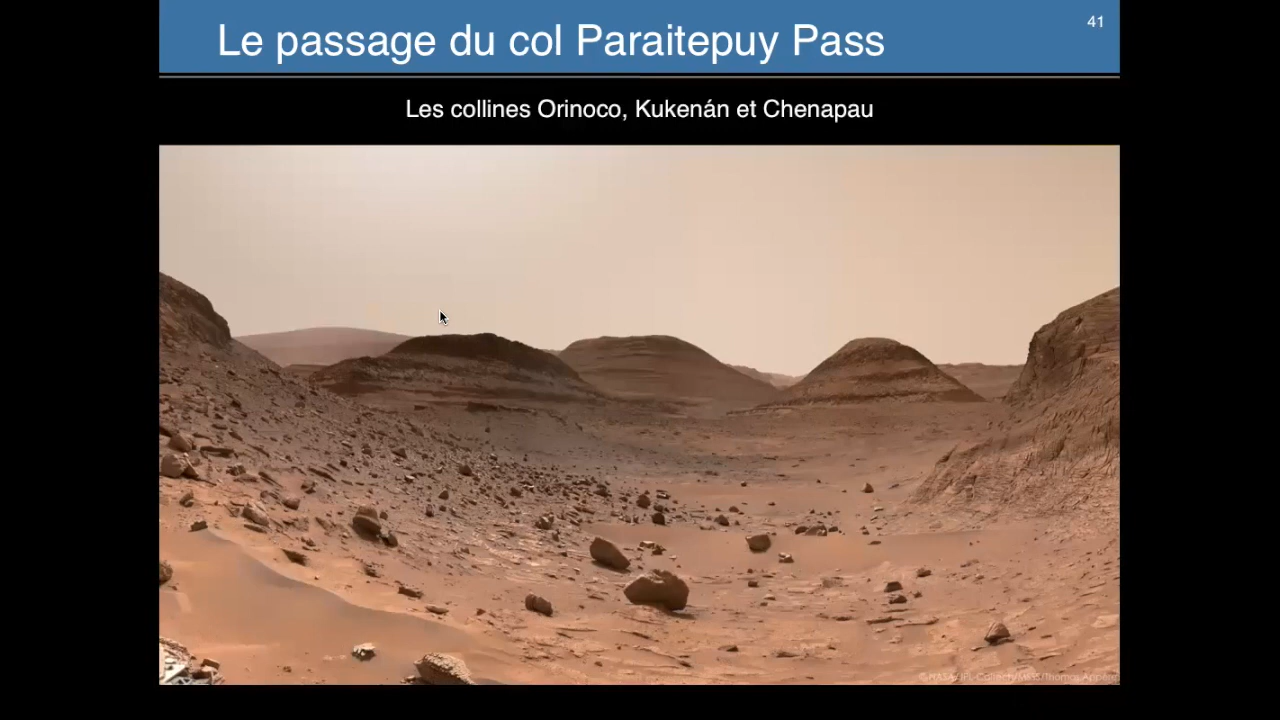 Le passage du col Paraitepuy Pass
41
Les collines Orinoco, Kukenán et Chenapau